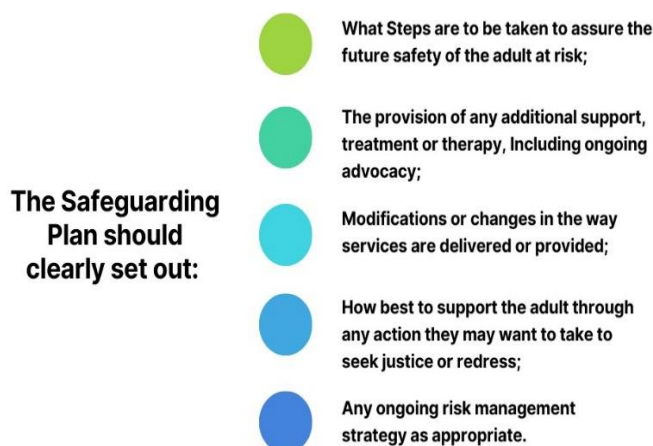 The Safeguarding
Plan should
clearly set out:
What Steps are to be taken to assure the
future safety of the adult at risk;
The provision of any additional support,
treatment or therapy, Including ongoing
advocacy;
Modifications or changes in the way
services are delivered or provided;
How best to support the adult through
any action they may want to take to
seek justice or redress;
Any ongoing risk management
strategy as appropriate.